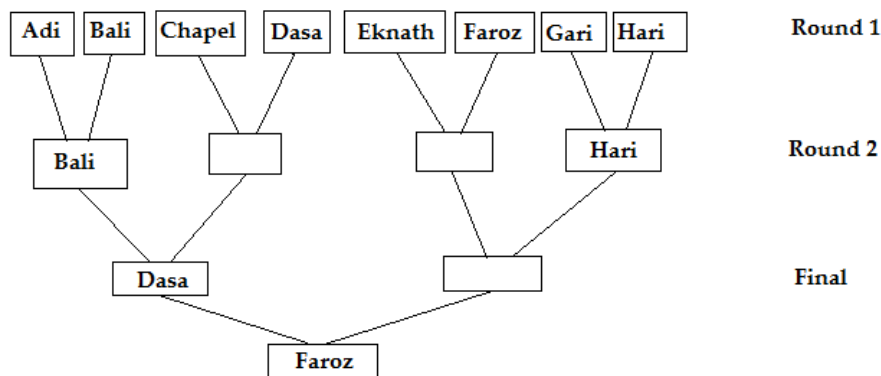 Adi Bali Chapel Dasa Eknath Faroz Gari Hari Round 1
Bali Hari Round 2
Dasa Final
Faroz